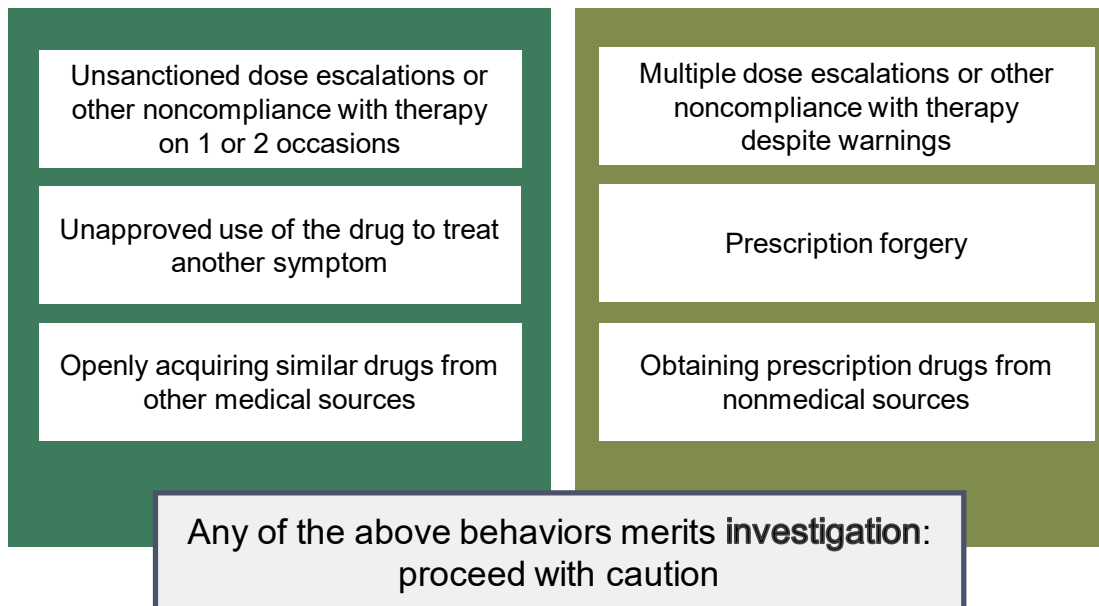 Unsanctioned dose escalations or
other noncompliance with therapy
on 1 or 2 occasions
Unapproved use of the drug to treat
another symptom
Openly acquiring similar drugs from
other medical sources
Multiple dose escalations or other
noncompliance with therapy
despite warnings
Prescription forgery
Obtaining prescription drugs from
nonmedical sources
Any of the above behaviors merits investigation:
proceed with caution